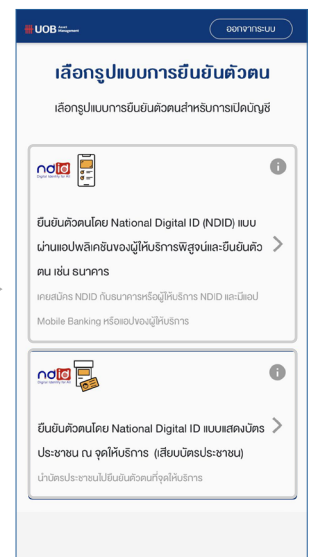 UOB Asset Management
ออกจากระบบ
เลือกรูปแบบการยืนยันตัวตน
เลือกรูปแบบการยืนยันตัวตนสำหรับการเปิดบัญชี
ndid
Digital Identity for All
ยืนยันตัวตนโดย National Digital ID (NDID) แบบ
ผ่านแอปพลิเคชันของผู้ให้บริการพิสูจน์และยืนยันตัว
ตน เช่น ธนาคาร
เคยสมัคร NDID กับธนาคารหรือผู้ให้บริการ NDID และมีแอป
Mobile Banking หรือแอปของผู้ให้บริการ
ndid
Digital Identity for All
ยืนยันตัวตนโดย National Digital ID แบบแสดงบัตร
ประชาชน ณ จุดให้บริการ (เสียบบัตรประชาชน)
นำบัตรประชาชนไปยืนยันตัวตนที่จุดให้บริการ